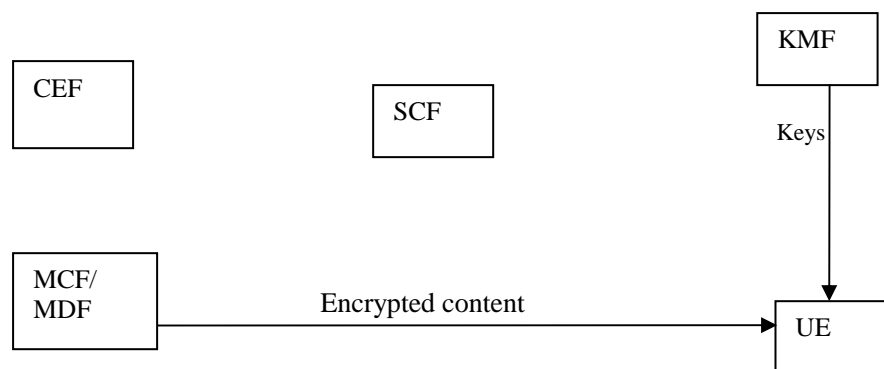 KMF
CEF
SCF
Keys
MCF/
MDF
Encrypted content
UE